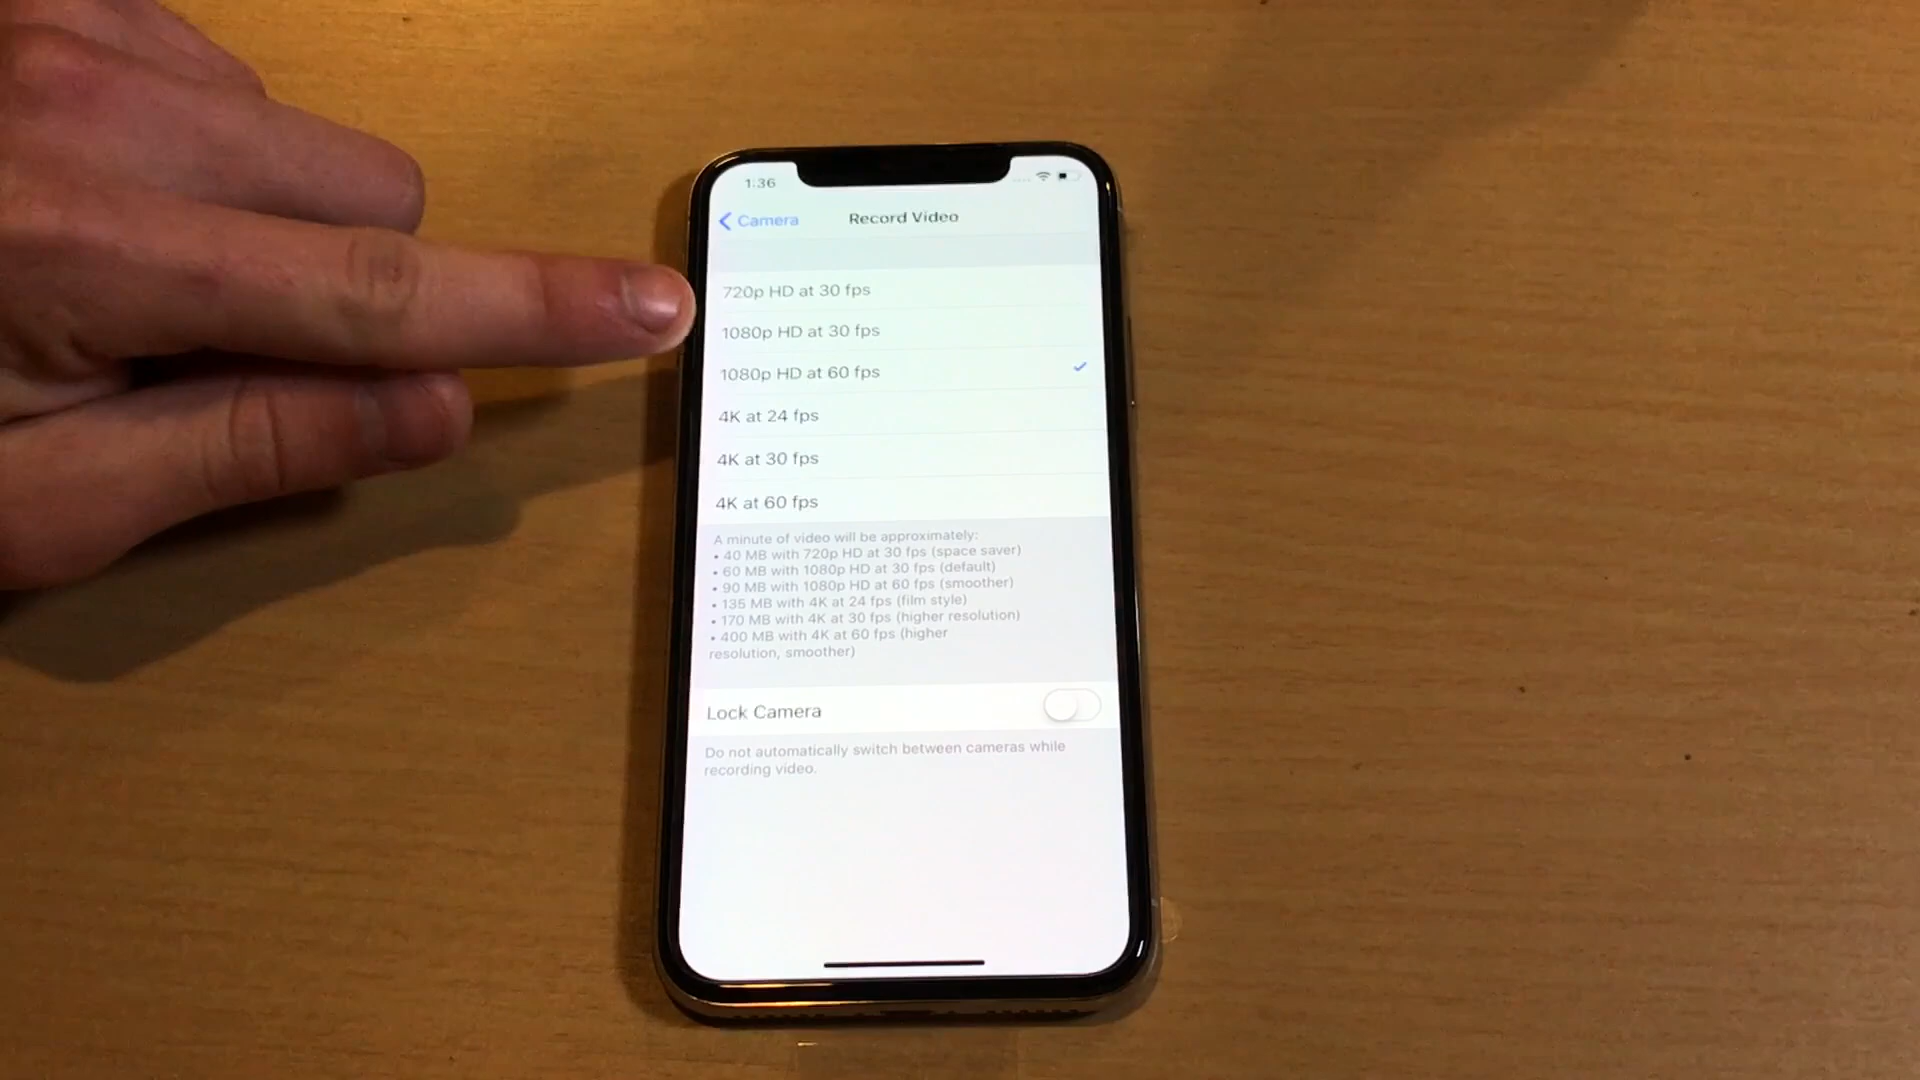 1:36
Camera
Record Video
720p HD at 30 fps
1080p HD at 30 fps
1080p HD at 60 fps
4K at 24 fps
4K at 30 fps
4K at 60 fps
A minute of video will be approximately:
• 40 MB with 720p HD at 30 fps (space saver)
• 60 MB with 1080p HD at 30 fps (default)
• 90 MB with 1080p HD at 60 fps (smoother)
• 135 MB with 4K at 24 fps (film style)
• 170 MB with 4K at 30 fps (higher resolution)
• 400 MB with 4K at 60 fps (higher
resolution, smoother)
Lock Camera
Do not automatically switch between cameras while
recording video.